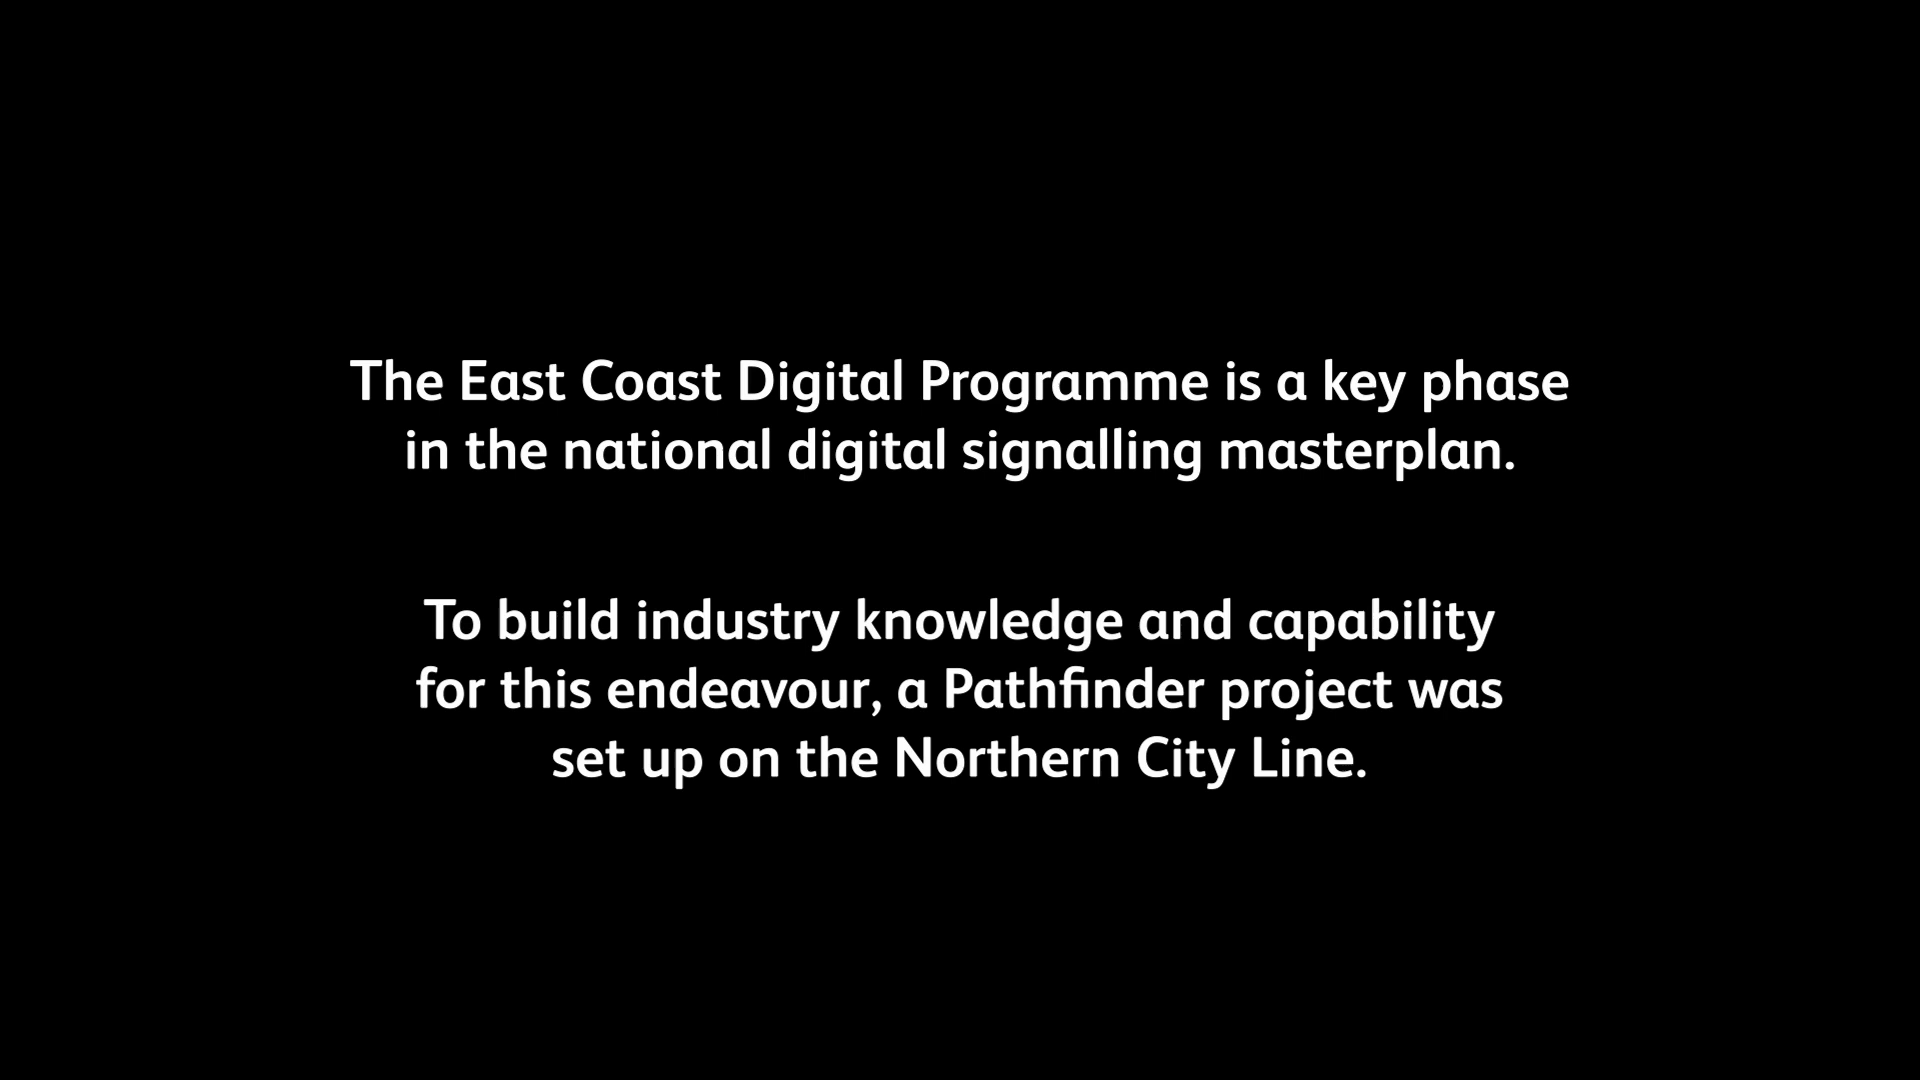 The East Coast Digital Programme is a key phase
in the national digital signalling masterplan.
To build industry knowledge and capability
for this endeavour, a Pathfinder project was
set up on the Northern City Line.